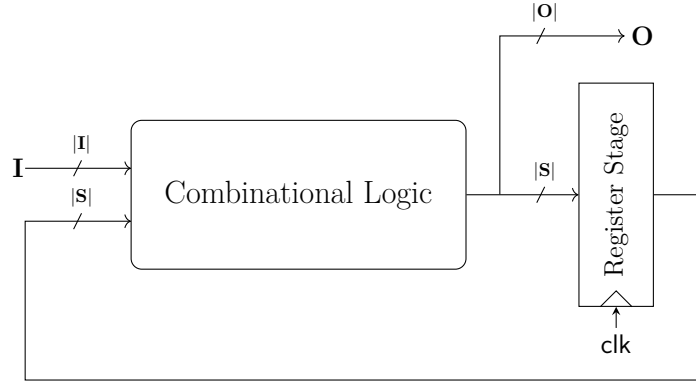 |O|
O
|I|
I
|S|
Combinational Logic
|S|
Register Stage
clk